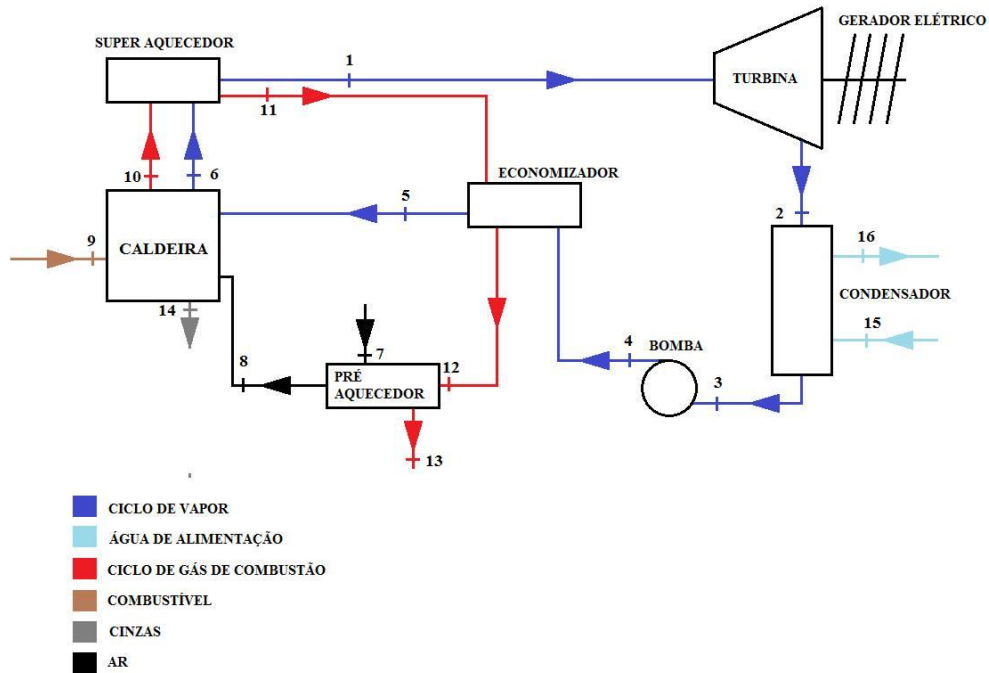 GERADOR ELÉTRICO
SUPER AQUECEDOR
1
TURBINA
11
ECONOMIZADOR
10
6
5
2
9
CALDEIRA
16
CONDENSADOR
14
15
BOMBA
8
7
12
4
3
PRÉ
AQUECEDOR
13
CICLO DE VAPOR
ÁGUA DE ALIMENTAÇÃO
CICLO DE GÁS DE COMBUSTÃO
COMBUSTÍVEL
CINZAS
AR